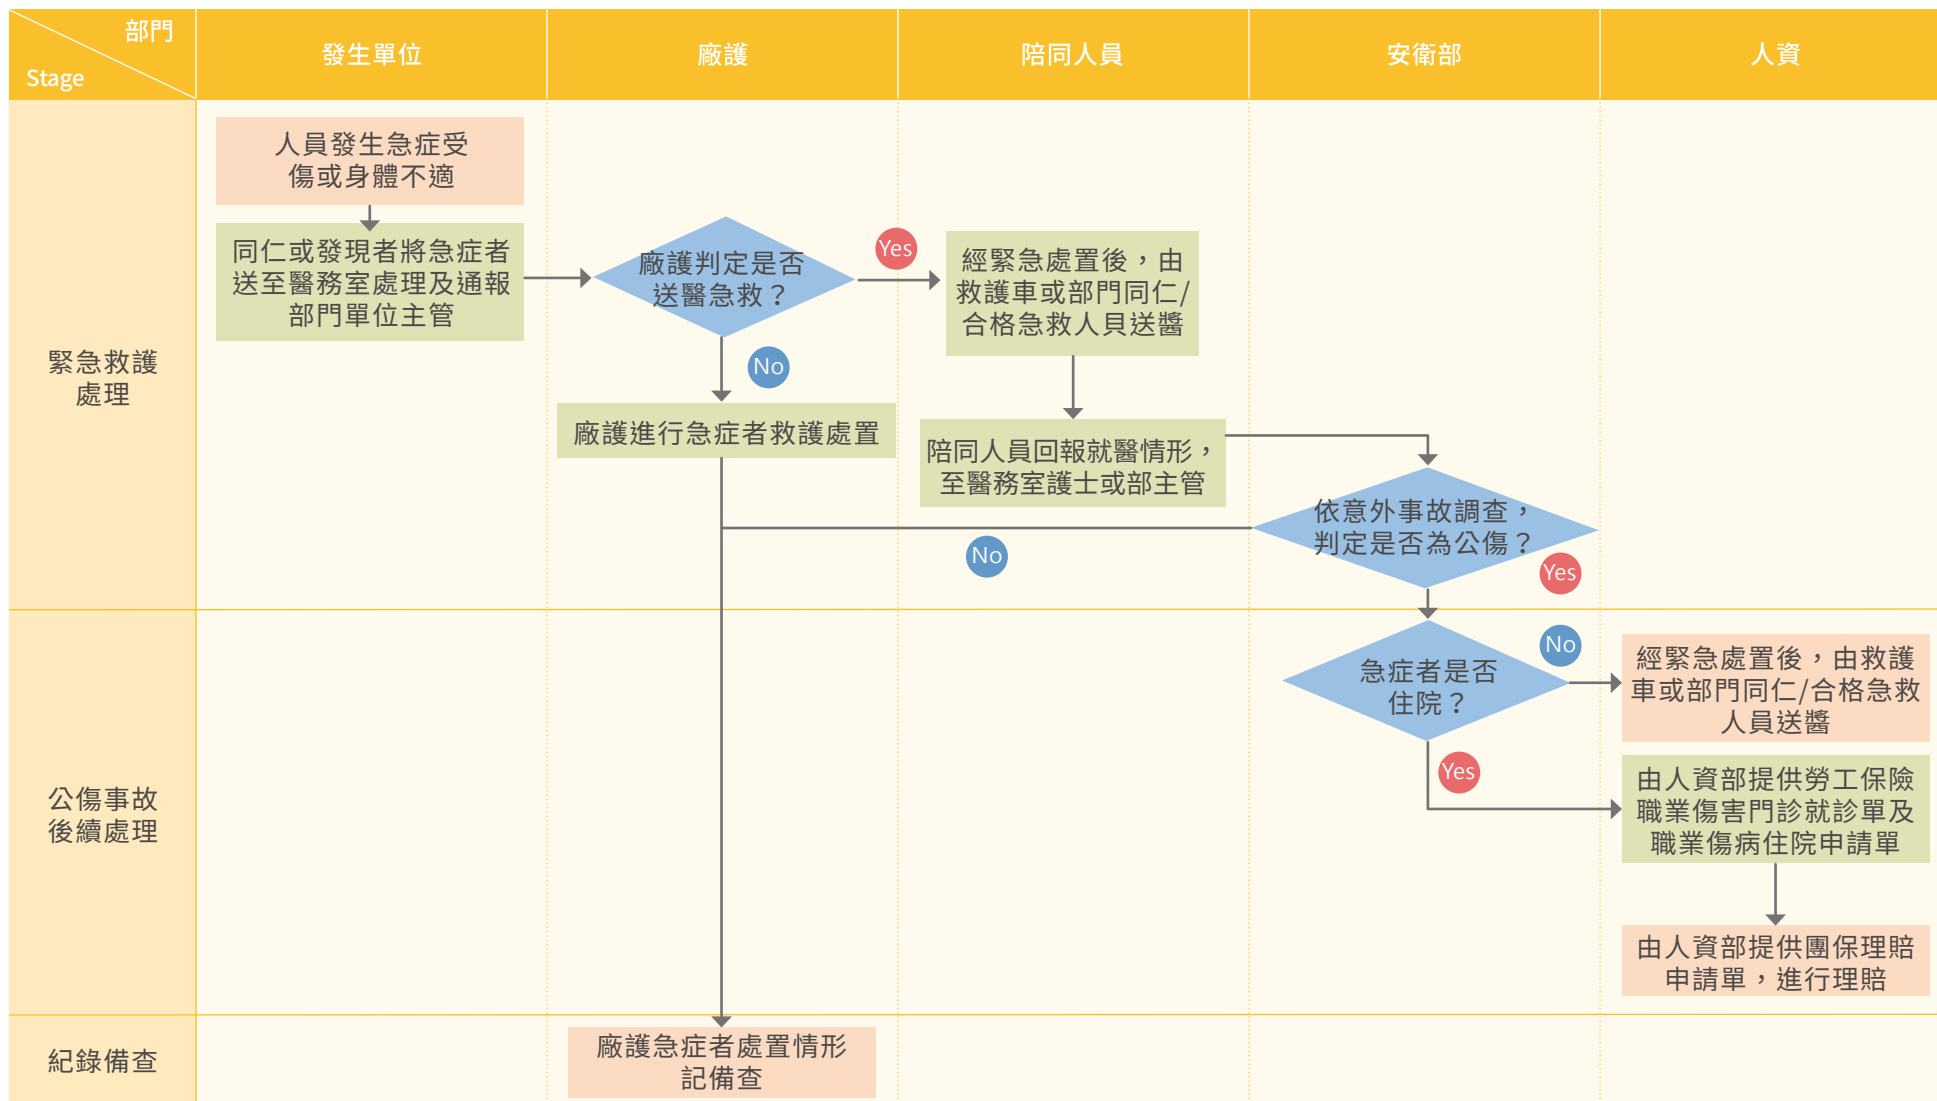 部門
Stage
發生單位
廠護
陪同人員
安衛部
人資
緊急救護
處理
人員發生急症受
傷或身體不適
同仁或發現者將急症者
送至醫務室處理及通報
部門單位主管
廠護判定是否
送醫急救？
Yes
No
經緊急處置後，由
救護車或部門同仁/
合格急救人貝送醬
廠護進行急症者救護處置
陪同人員回報就醫情形，
至醫務室護士或部主管
依意外事故調查，
判定是否為公傷？
No
Yes
公傷事故
後續處理
急症者是否
住院？
No
Yes
經緊急處置後，由救護
車或部門同仁/合格急救
人員送醬
由人資部提供勞工保險
職業傷害門診就診單及
職業傷病住院申請單
由人資部提供團保理賠
申請單，進行理賠
紀錄備查
廠護急症者處置情形
記備查